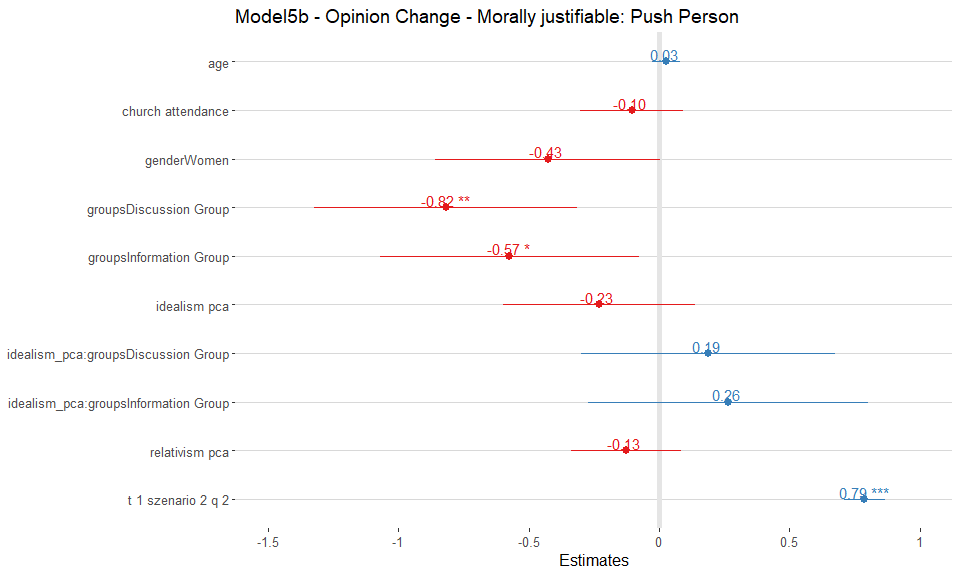 Model5b - Opinion Change - Morally justifiable: Push Person
age
0.03
church attendance
-0.10
genderWomen
-0.43
groupsDiscussion Group
-0.82 **
groupsInformation Group
-0.57 *
idealism pca
-0.23
idealism_pca:groupsDiscussion Group
0.19
idealism_pca:groupsInformation Group
0.26
relativism pca
-0.13
t 1 szenario 2 q 2
0.79 ***
-1.5 -1 -0.5 0 0.5 1
Estimates